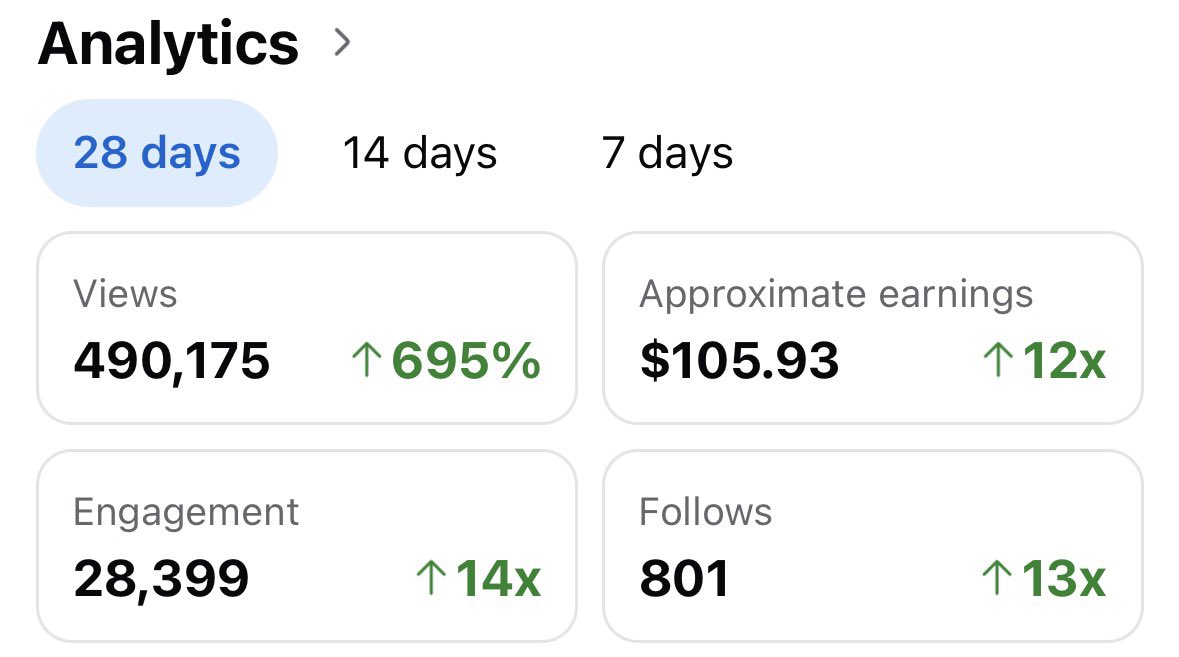 Analytics >
28 days 14 days 7 days
Views
490,175 ↑695%
Approximate earnings
$105.93 ↑12x
Engagement
28,399 ↑14x
Follows
801 ↑13x